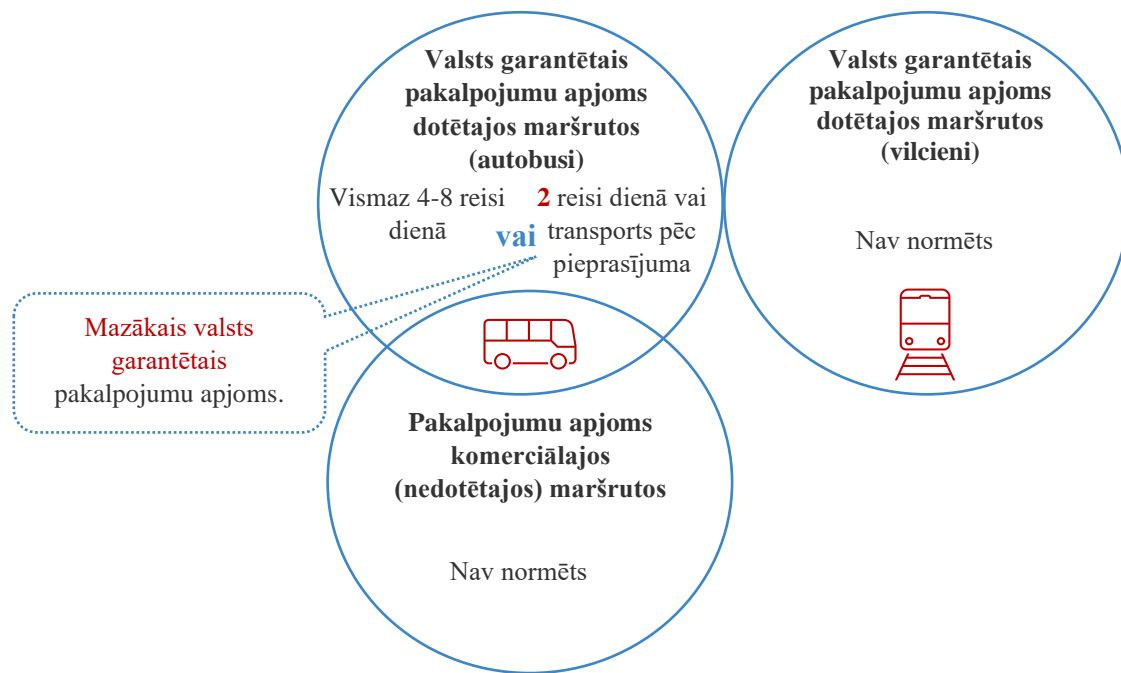 Valsts garantētais
pakalpojumu apjoms
dotētajos maršrutos
(autobusi)
Vismaz 4-8 reisi
dienā
vai
2 reisi dienā vai
transports pēc
pieprasījuma
Valsts garantētais
pakalpojumu apjoms
dotētajos maršrutos
(vilcieni)
Nav normēts
Mazākais valsts
garantētais
pakalpojumu apjoms.
Pakalpojumu apjoms
komerciālajos
(nedotētajos) maršrutos
Nav normēts